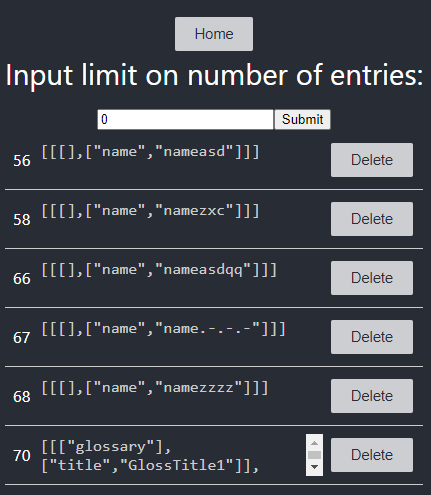 Home
Input limit on number of entries:
0 Submit
56 [[[],["name","nameasd"]]] Delete
58 [[[],["name","namezxc"]]] Delete
66 [[[],["name","nameasdqq"]]] Delete
67 [[[],["name","name.-.-.-"]]] Delete
68 [[[],["name","namezzzz"]]] Delete
70 [[["glossary"], Delete
["title","GlossTitle1"]],